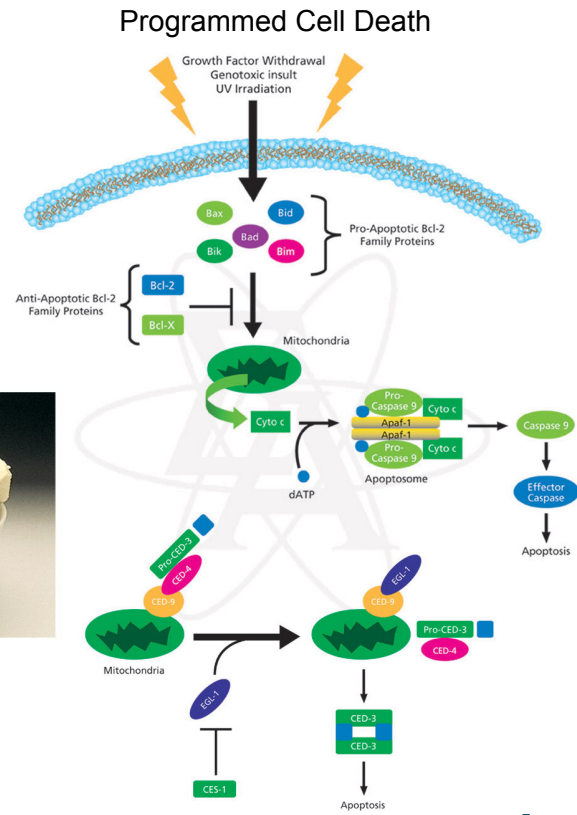 Programmed Cell Death
Growth Factor Withdrawal
Genotoxic insult
UV Irradiation
Bax
Bid
Bad
Bik
Bim
Pro-Apoptotic Bcl-2
Family Proteins
Anti-Apoptotic Bcl-2
Family Proteins
Bcl-2
Bcl-X
Mitochondria
Cyto c
dATP
Pro-
Caspase 9
Cyto c
Apaf-1
Apaf-1
Pro-
Caspase 9
Cyto c
Apoptosome
Caspase 9
Effector
Caspase
Apoptosis
Pro-CED-3
CED-4
CED-9
Mitochondria
EGL-1
CES-1
EGL-1
CED-9
Pro-CED-3
CED-4
CED-3
CED-3
Apoptosis